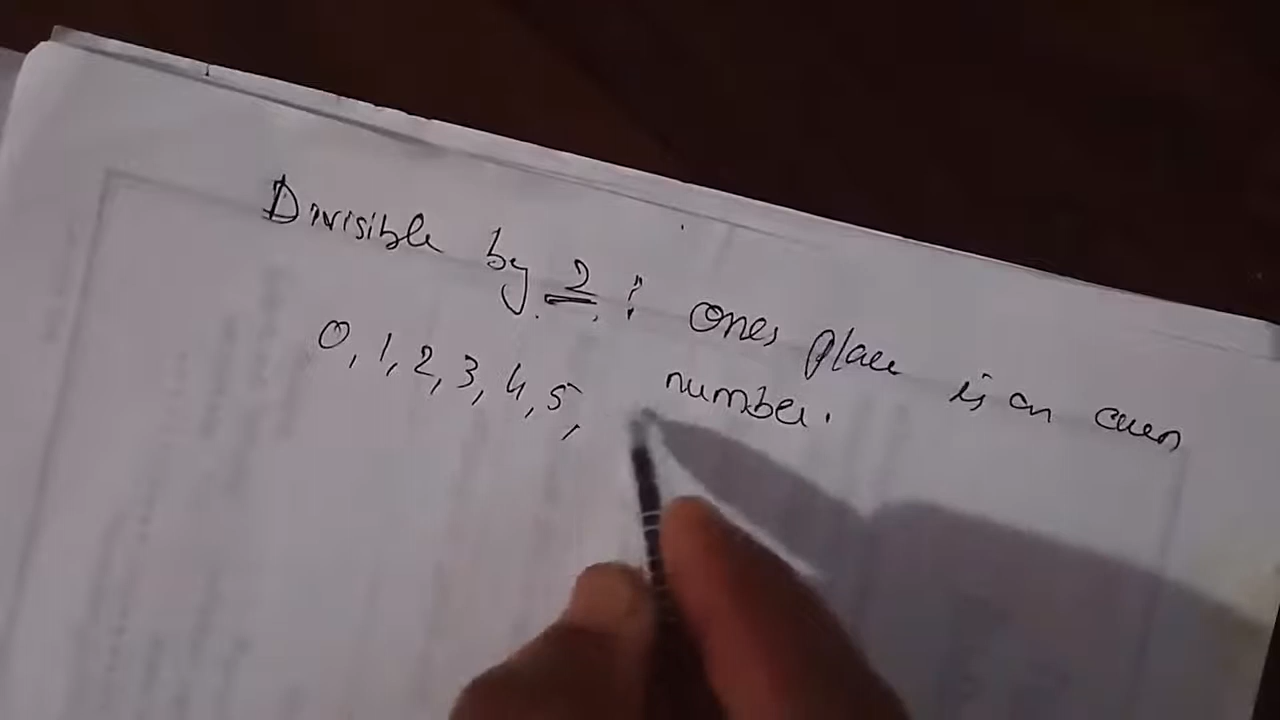 Divisible by 2 : ones place is an even
number.
0, 1, 2, 3, 4, 5,